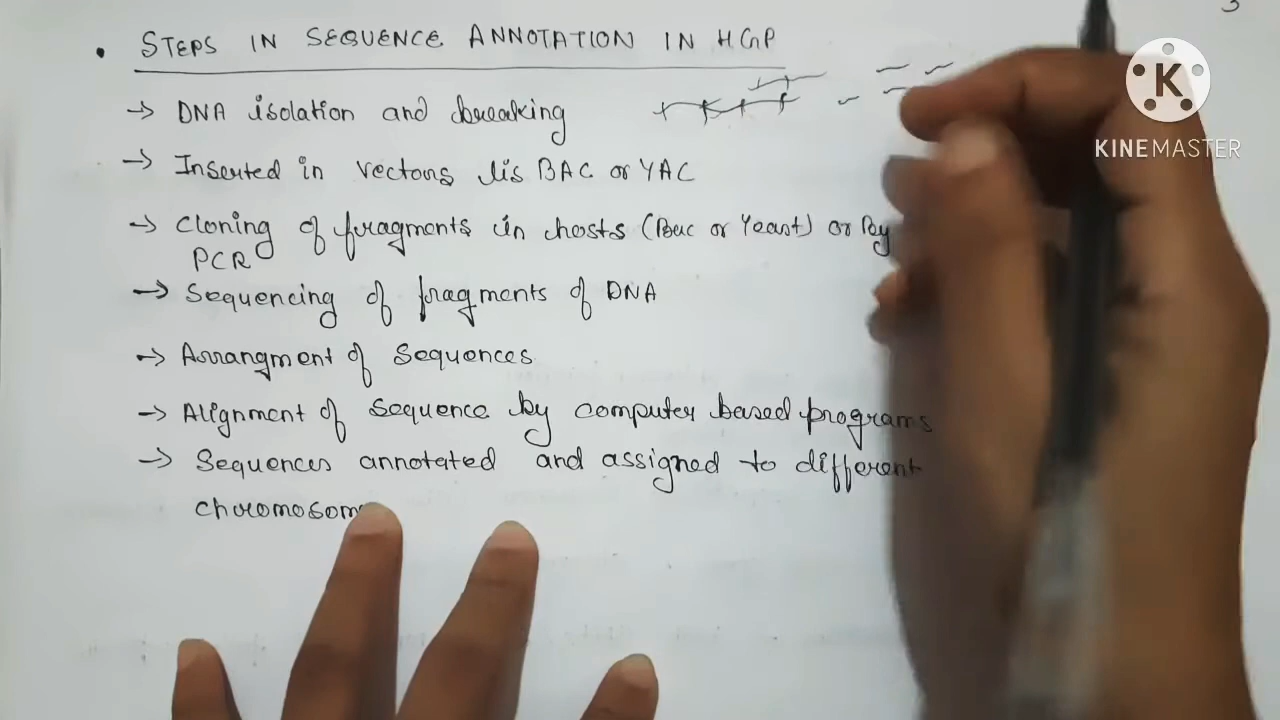 3
• STEPS IN SEQUENCE ANNOTATION IN HGP
K
KINEMASTER
→ DNA isolation and breaking
→ Inserted in vectors BAC or YAC
→ Cloning of fragments in hosts (Bac or Yeast) or By
PCR
→ Sequencing of fragments of DNA
→ Arrangment of sequences
→ Alignment of sequence by computer based programs
→ Sequences annotated and assigned to different
chromosom